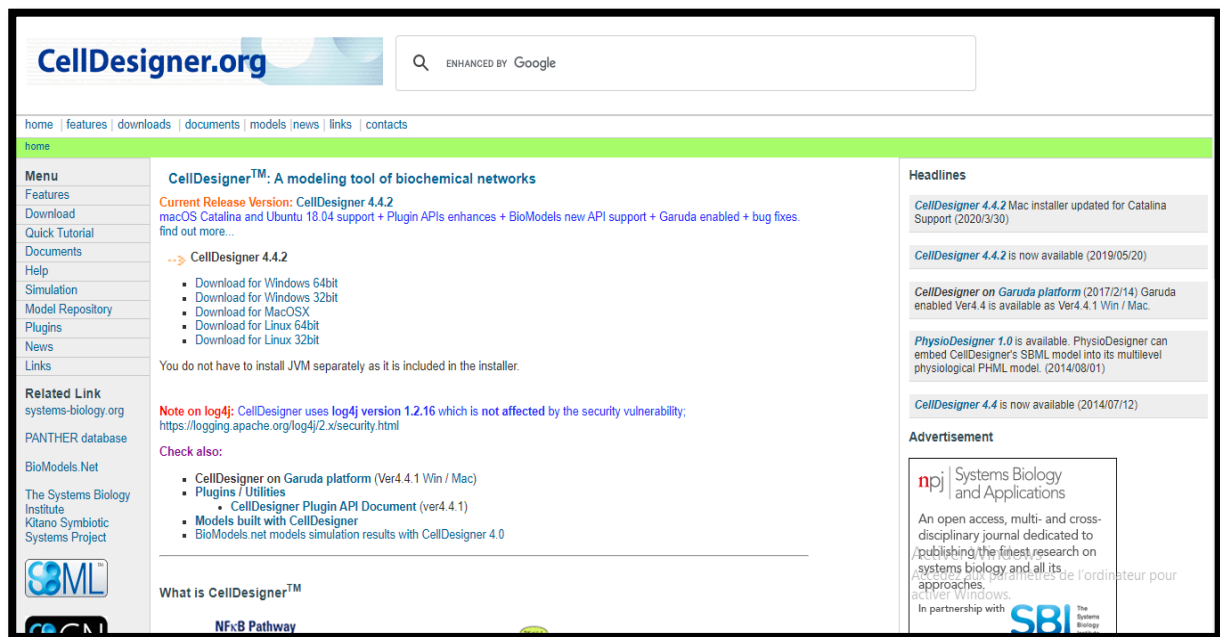 CellDesigner.org
ENHANCED BY Google
home | features | downloads | documents | models |news | links | contacts
home
Menu
Features
Download
Quick Tutorial
Documents
Help
Simulation
Model Repository
Plugins
News
Links
Related Link
systems-biology.org
PANTHER database
BioModels.Net
The Systems Biology
Institute
Kitano Symbiotic
Systems Project
SBML
CellDesigner™: A modeling tool of biochemical networks
Current Release Version: CellDesigner 4.4.2
macOS Catalina and Ubuntu 18.04 support + Plugin APIs enhances + BioModels new API support + Garuda enabled + bug fixes.
find out more...
CellDesigner 4.4.2
Download for Windows 64bit
Download for Windows 32bit
Download for MacOSX
Download for Linux 64bit
Download for Linux 32bit
You do not have to install JVM separately as it is included in the installer.
Note on log4j: CellDesigner uses log4j version 1.2.16 which is not affected by the security vulnerability;
https://logging.apache.org/log4j/2.x/security.html
Check also:
CellDesigner on Garuda platform (Ver4.4.1 Win / Mac)
Plugins / Utilities
CellDesigner Plugin API Document (ver4.4.1)
Models built with CellDesigner
BioModels.net models simulation results with CellDesigner 4.0
What is CellDesigner™
NFκB Pathway
Headlines
CellDesigner 4.4.2 Mac installer updated for Catalina
Support (2020/3/30)
CellDesigner 4.4.2 is now available (2019/05/20)
CellDesigner on Garuda platform (2017/2/14) Garuda
enabled Ver4.4 is available as Ver4.4.1 Win / Mac.
PhysioDesigner 1.0 is available. PhysioDesigner can
embed CellDesigner's SBML model into its multilevel
physiological PHML model. (2014/08/01)
CellDesigner 4.4 is now available (2014/07/12)
Advertisement
npj Systems Biology
and Applications
An open access, multi- and cross-
disciplinary journal dedicated to
publishing the finest research on
systems biology and all its
approaches.
In partnership with
SBI The
Systems
Biology
Institute
Activer Windows
Accédez aux paramètres de l'ordinateur pour
activer Windows.